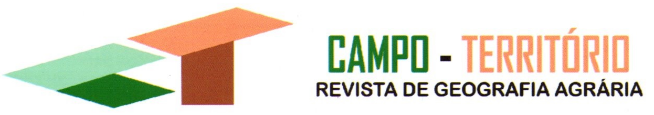 CAMPO - TERRITÓRIO
REVISTA DE GEOGRAFIA AGRÁRIA